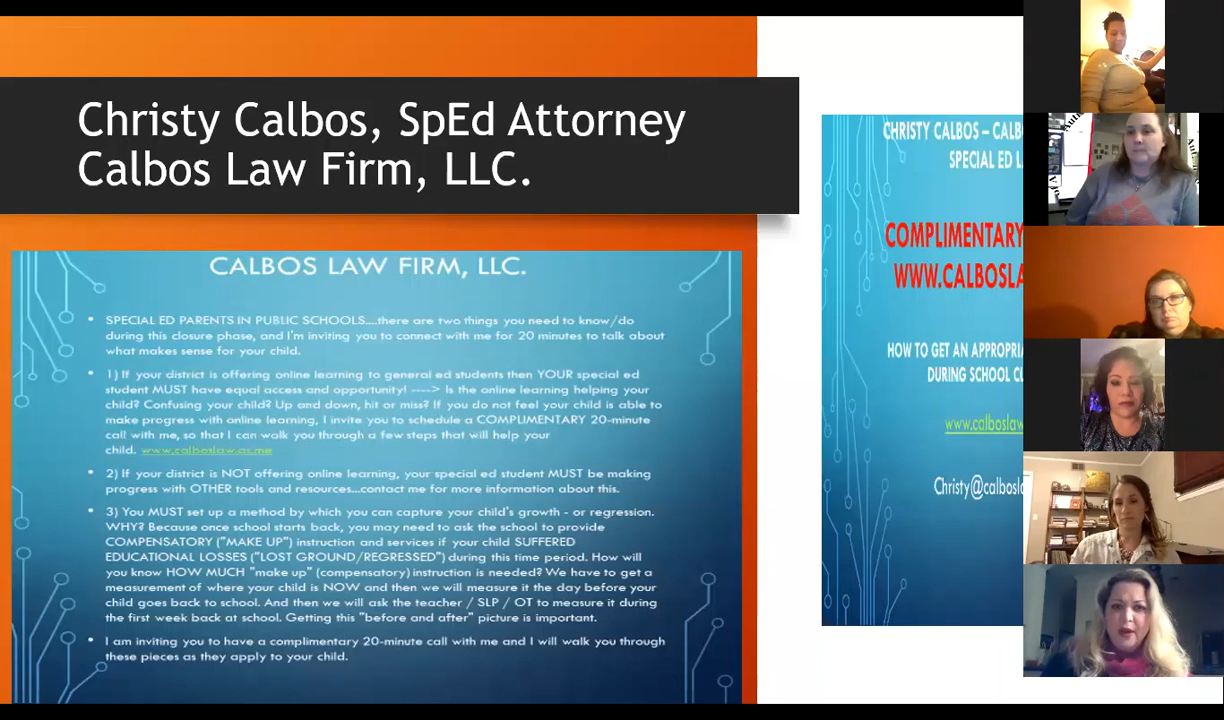 Christy Calbos, SpEd Attorney
Calbos Law Firm, LLC.
CALBOS LAW FIRM, LLC.
• SPECIAL ED PARENTS IN PUBLIC SCHOOLS....there are two things you need to know/do
during this closure phase, and I'm inviting you to connect with me for 20 minutes to talk about
what makes sense for your child.
• 1) If your district is offering online learning to general ed students then YOUR special ed
student MUST have equal access and opportunity! ----> Is the online learning helping your
child? Confusing your child? Up and down, hit or miss? If you do not feel your child is able to
make progress with online learning, I invite you to schedule a COMPLIMENTARY 20-minute
call with me, so that I can walk you through a few steps that will help your
child. www.calboslaw.as.me
• 2) If your district is NOT offering online learning, your special ed student MUST be making
progress with OTHER tools and resources...contact me for more information about this.
• 3) You MUST set up a method by which you can capture your child's growth - or regression.
WHY? Because once school starts back, you may need to ask the school to provide
COMPENSATORY ("MAKE UP") instruction and services if your child SUFFERED
EDUCATIONAL LOSSES ("LOST GROUND/REGRESSED") during this time period. How will
you know HOW MUCH "make up" (compensatory) instruction is needed? We have to get a
measurement of where your child is NOW and then we will measure it the day before your
child goes back to school. And then we will ask the teacher / SLP / OT to measure it during
the first week back at school. Getting this "before and after" picture is important.
• I am inviting you to have a complimentary 20-minute call with me and I will walk you through
these pieces as they apply to your child.
CHRISTY CALBOS – CALB
SPECIAL ED L
COMPLIMENTARY
WWW.CALBOSLA
HOW TO GET AN APPROPRIA
DURING SCHOOL CL
www.calboslaw
Christy@calbosla